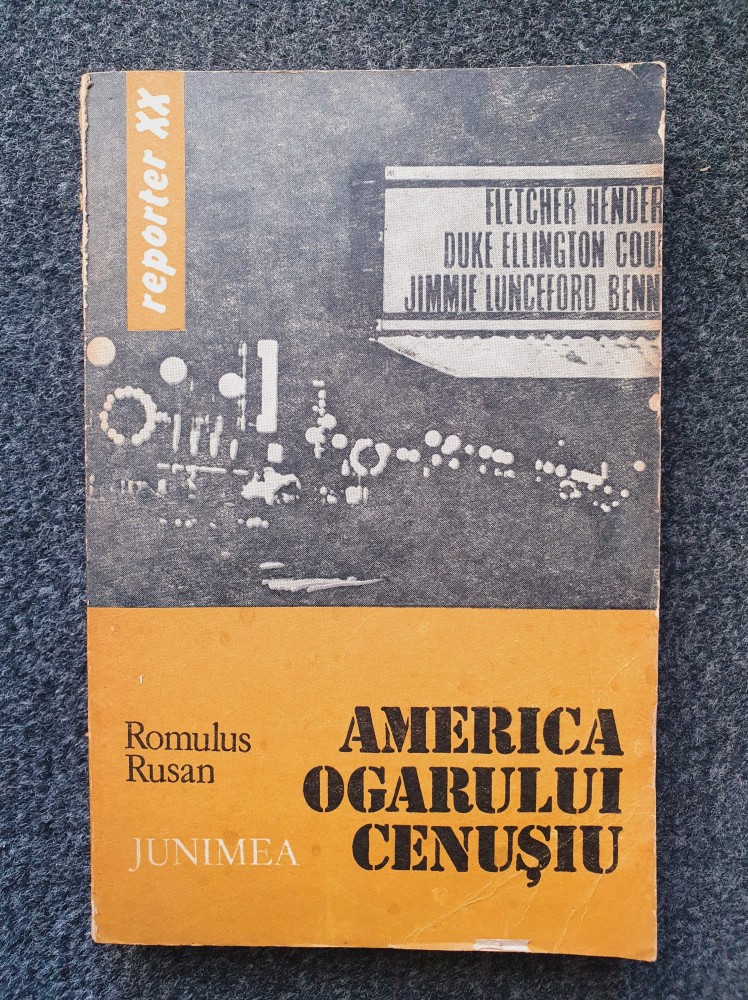 reporter XX
FLETCHER HENDER
DUKE ELLINGTON COU
JIMMIE LUNCEFORD BENN
Romulus
Rusan
AMERICA
OGARULUI
CENUȘIU
JUNIMEA